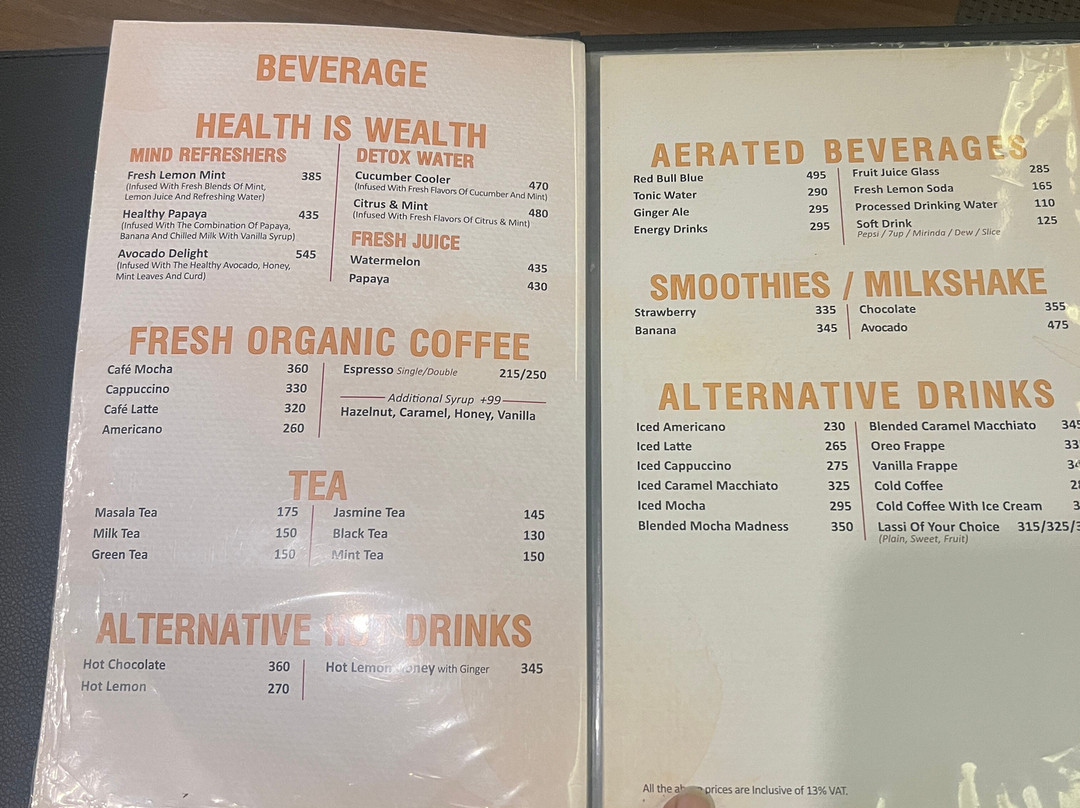 BEVERAGE
HEALTH IS WEALTH
MIND REFRESHERS
Fresh Lemon Mint 385
(Infused With Fresh Blends Of Mint,
Lemon Juice And Refreshing Water)
Healthy Papaya 435
(Infused With The Combination Of Papaya,
Banana And Chilled Milk With Vanilla Syrup)
Avocado Delight 545
(Infused With The Healthy Avocado, Honey,
Mint Leaves And Curd)
DETOX WATER
Cucumber Cooler 470
(Infused With Fresh Flavors Of Cucumber And Mint)
Citrus & Mint 480
(Infused With Fresh Flavors Of Citrus & Mint)
FRESH JUICE
Watermelon 435
Papaya 430
FRESH ORGANIC COFFEE
Café Mocha 360
Cappuccino 330
Café Latte 320
Americano 260
Espresso Single/Double 215/250
Additional Syrup +99
Hazelnut, Caramel, Honey, Vanilla
TEA
Masala Tea 175
Milk Tea 150
Green Tea 150
Jasmine Tea 145
Black Tea 130
Mint Tea 150
ALTERNATIVE HOT DRINKS
Hot Chocolate 360
Hot Lemon 270
Hot Lemon Honey with Ginger 345
AERATED BEVERAGES
Red Bull Blue 495
Tonic Water 290
Ginger Ale 295
Energy Drinks 295
Fruit Juice Glass 285
Fresh Lemon Soda 165
Processed Drinking Water 110
Soft Drink 125
Pepsi / 7up / Mirinda / Dew / Slice
SMOOTHIES / MILKSHAKE
Strawberry 335
Banana 345
Chocolate 355
Avocado 475
ALTERNATIVE DRINKS
Iced Americano 230
Iced Latte 265
Iced Cappuccino 275
Iced Caramel Macchiato 325
Iced Mocha 295
Blended Mocha Madness 350
Blended Caramel Macchiato 345
Oreo Frappe
Vanilla Frappe
Cold Coffee
Cold Coffee With Ice Cream
Lassi Of Your Choice 315/325/
(Plain, Sweet, Fruit)
All the prices are Inclusive of 13% VAT.